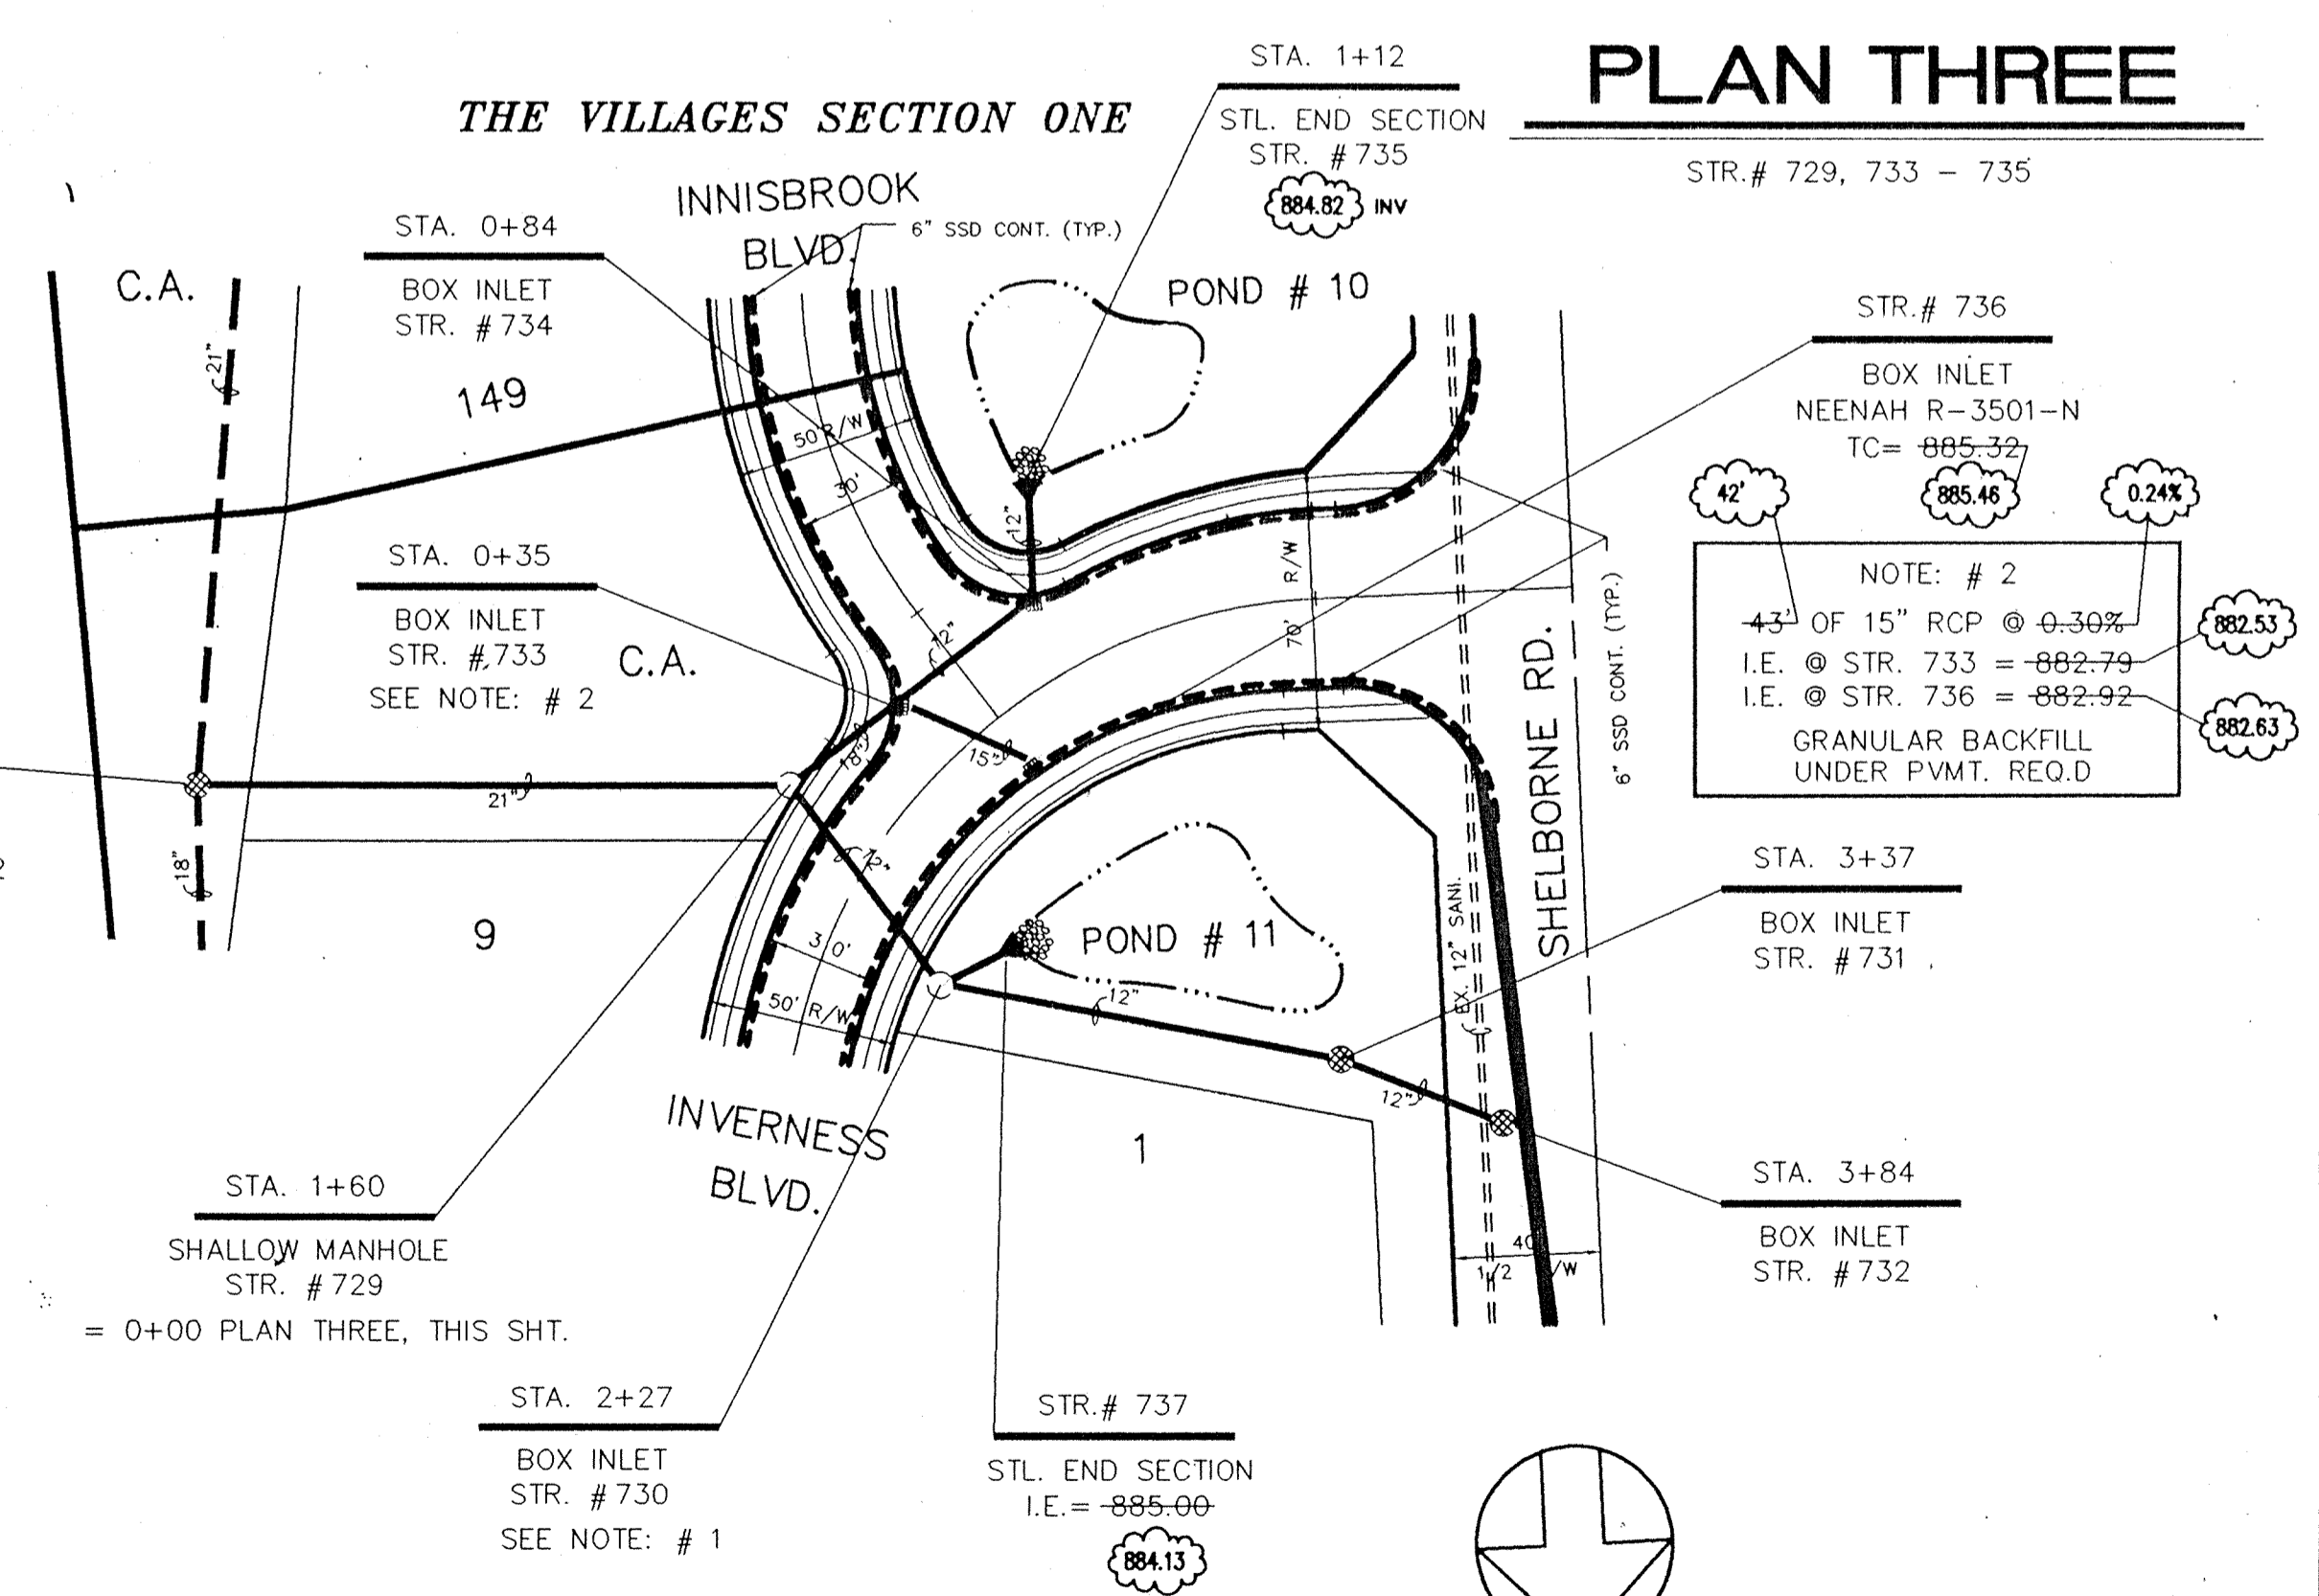 PLAN THREE
STR.# 729, 733 - 735
THE VILLAGES SECTION ONE
STA. 1+12
STL. END SECTION
STR. # 735
884.82 INV
INNISBROOK
BLVD.
6" SSD CONT. (TYP.)
STA. 0+84
BOX INLET
STR. # 734
C.A.
21"
149
POND # 10
50' R/W
30'
12"
STR.# 736
BOX INLET
NEENAH R-3501-N
TC= 885.32
42'
885.46
0.24%
NOTE: # 2
43' OF 15" RCP @ 0.30%
I.E. @ STR. 733 = 882.79
882.53
I.E. @ STR. 736 = 882.92
882.63
GRANULAR BACKFILL
UNDER PVMT. REQ.D
STA. 0+35
BOX INLET
STR. # 733
SEE NOTE: # 2
C.A.
12"
R/W
70'
SHELBORNE RD.
6" SSD CONT. (TYP.)
18"
15"
21"
12"
18"
9
30'
50' R/W
POND # 11
12"
EX. 12" SANI.
12"
STA. 3+37
BOX INLET
STR. # 731
INVERNESS
BLVD.
1
STA. 3+84
BOX INLET
STR. # 732
40'
1/2 /W
STA. 1+60
SHALLOW MANHOLE
STR. # 729
= 0+00 PLAN THREE, THIS SHT.
STA. 2+27
BOX INLET
STR. # 730
SEE NOTE: # 1
STR.# 737
STL. END SECTION
I.E.= 885.00
884.13